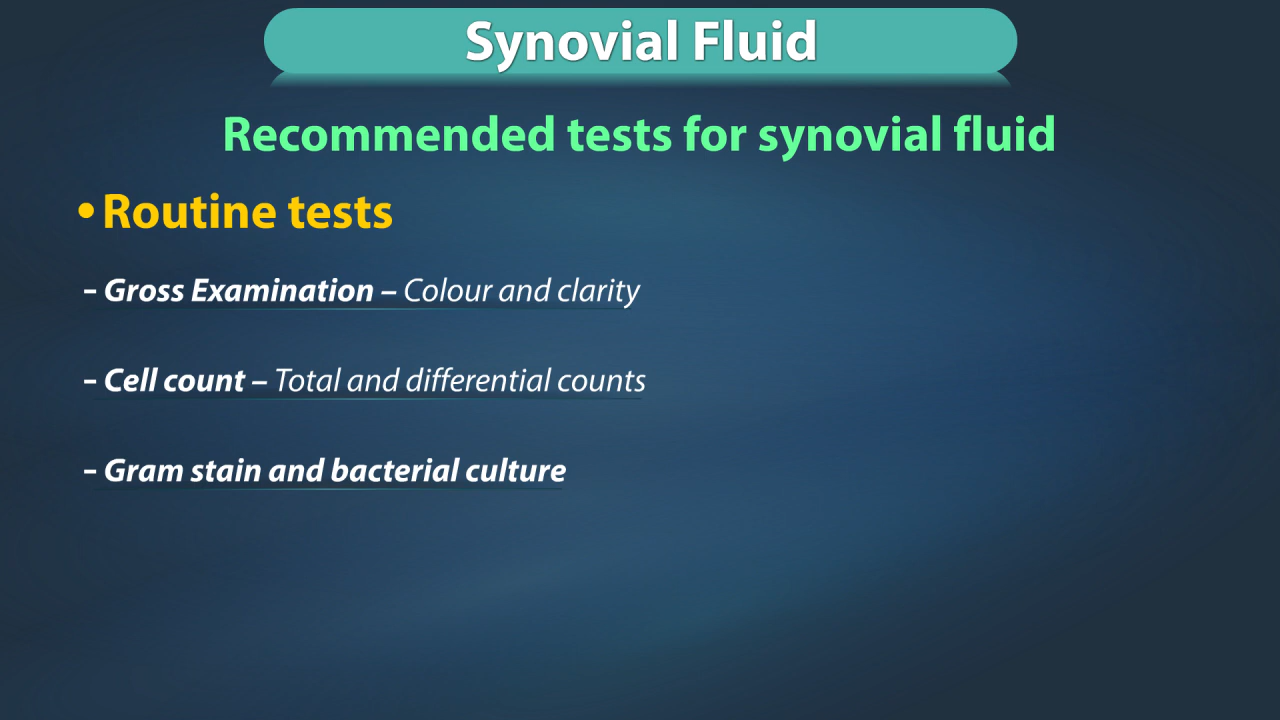 Synovial Fluid
Recommended tests for synovial fluid
• Routine tests
– Gross Examination – Colour and clarity
– Cell count – Total and differential counts
– Gram stain and bacterial culture